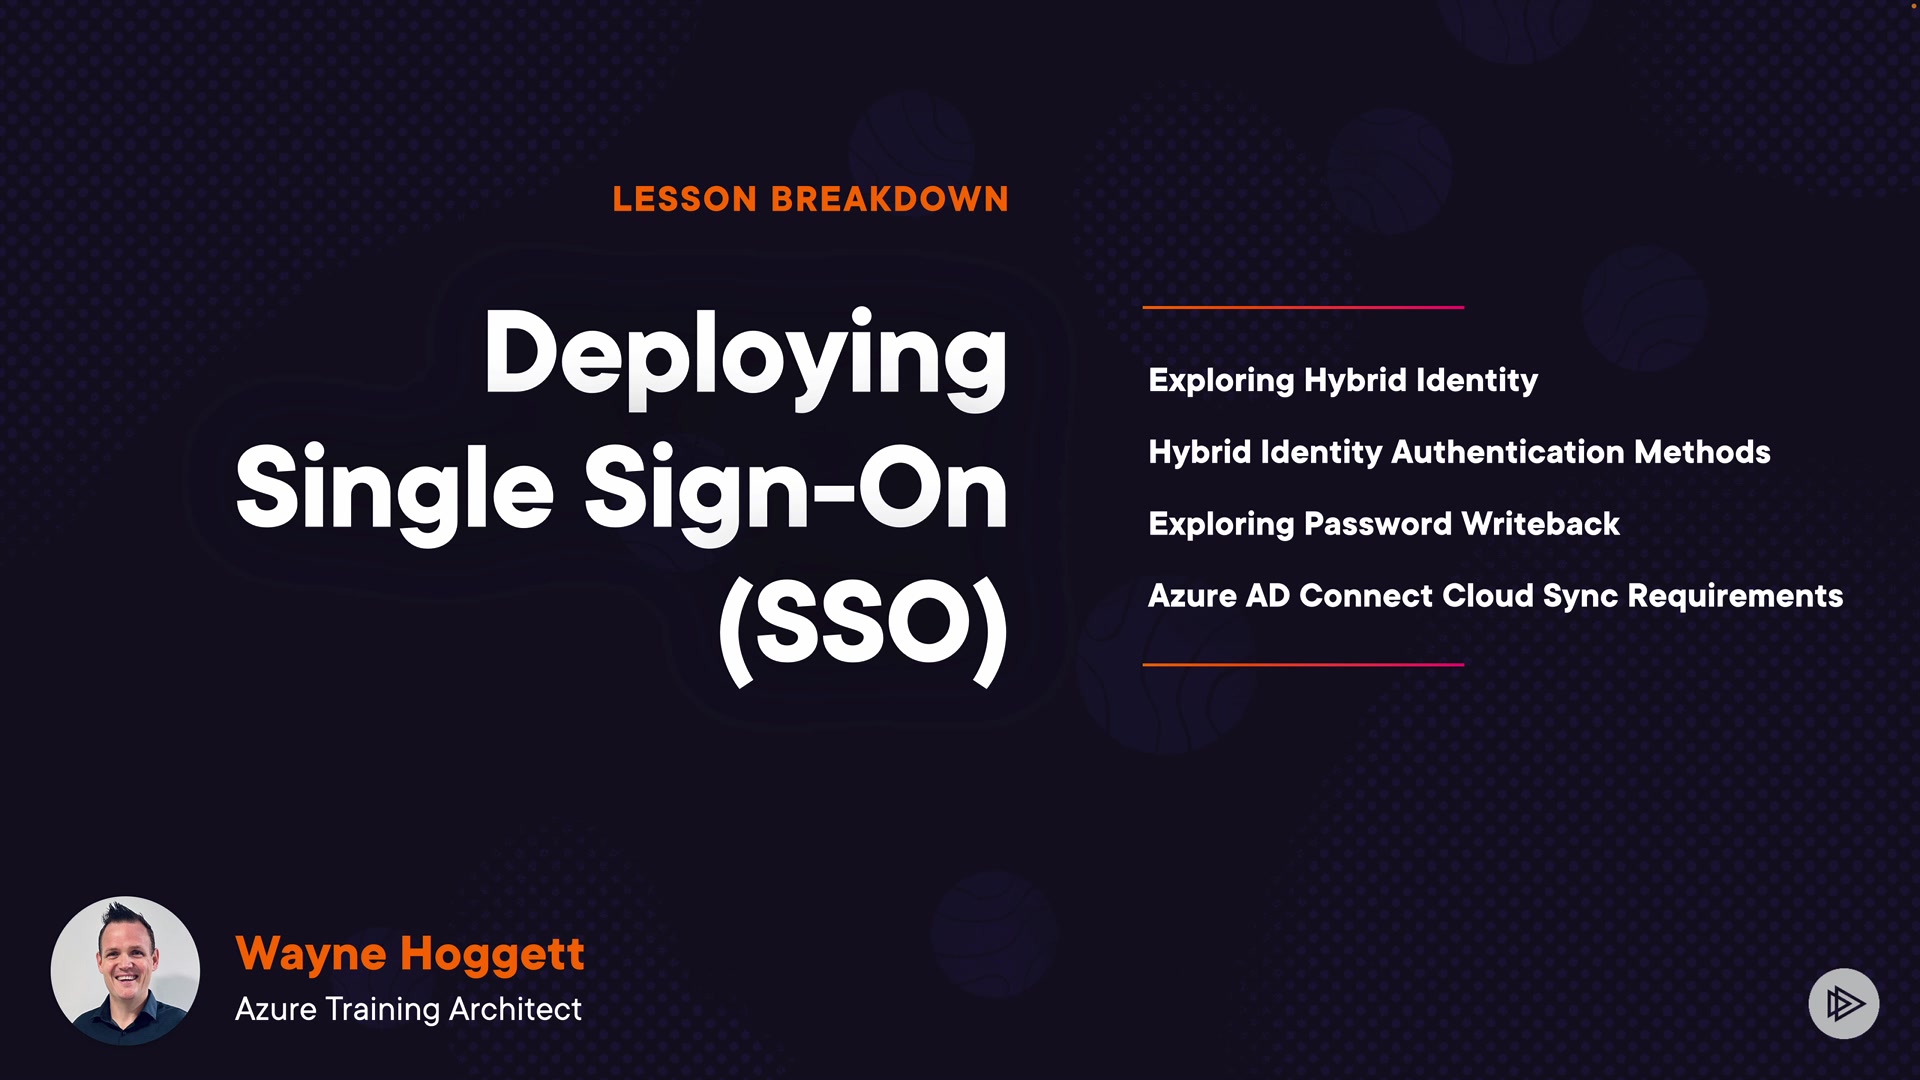 LESSON BREAKDOWN
Deploying
Single Sign-On
(SSO)
Exploring Hybrid Identity
Hybrid Identity Authentication Methods
Exploring Password Writeback
Azure AD Connect Cloud Sync Requirements
Wayne Hoggett
Azure Training Architect